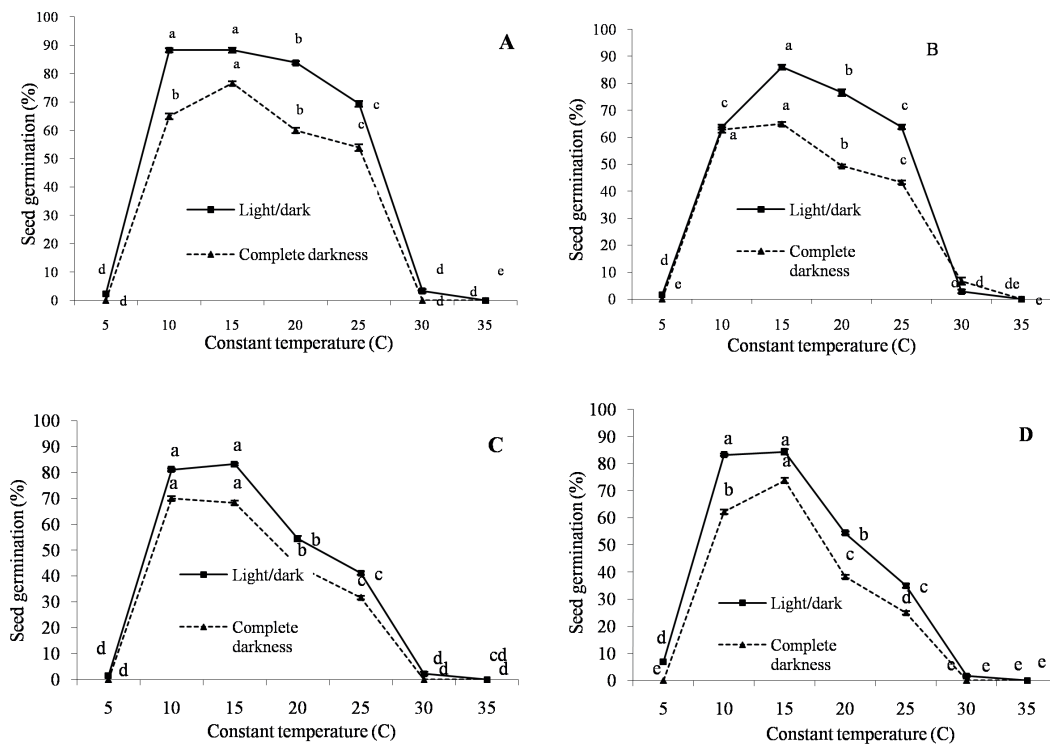 A
Seed germination (%)
100
90
80
70
60
50
40
30
20
10
0
a
a
b
a
b
b
c
c
Light/dark
Complete darkness
d
d
d
d
d
e
5 10 15 20 25 30 35
Constant temperature (C)
B
Seed germination (%)
100
90
80
70
60
50
40
30
20
10
0
a
b
c
a
c
a
b
c
Light/dark
Complete
darkness
d
e
d
d
de
e
5 10 15 20 25 30 35
Constant temperature (C)
C
Seed germination (%)
100
90
80
70
60
50
40
30
20
10
0
a
a
a
a
b
b
c
c
Light/dark
Complete
darkness
d
d
d
d
cd
d
5 10 15 20 25 30 35
Constant temperature (C)
D
Seed germination (%)
100
90
80
70
60
50
40
30
20
10
0
a
a
a
b
b
c
c
d
Light/dark
Complete
darkness
d
e
e
e
e
e
5 10 15 20 25 30 35
Constant temperature (C)